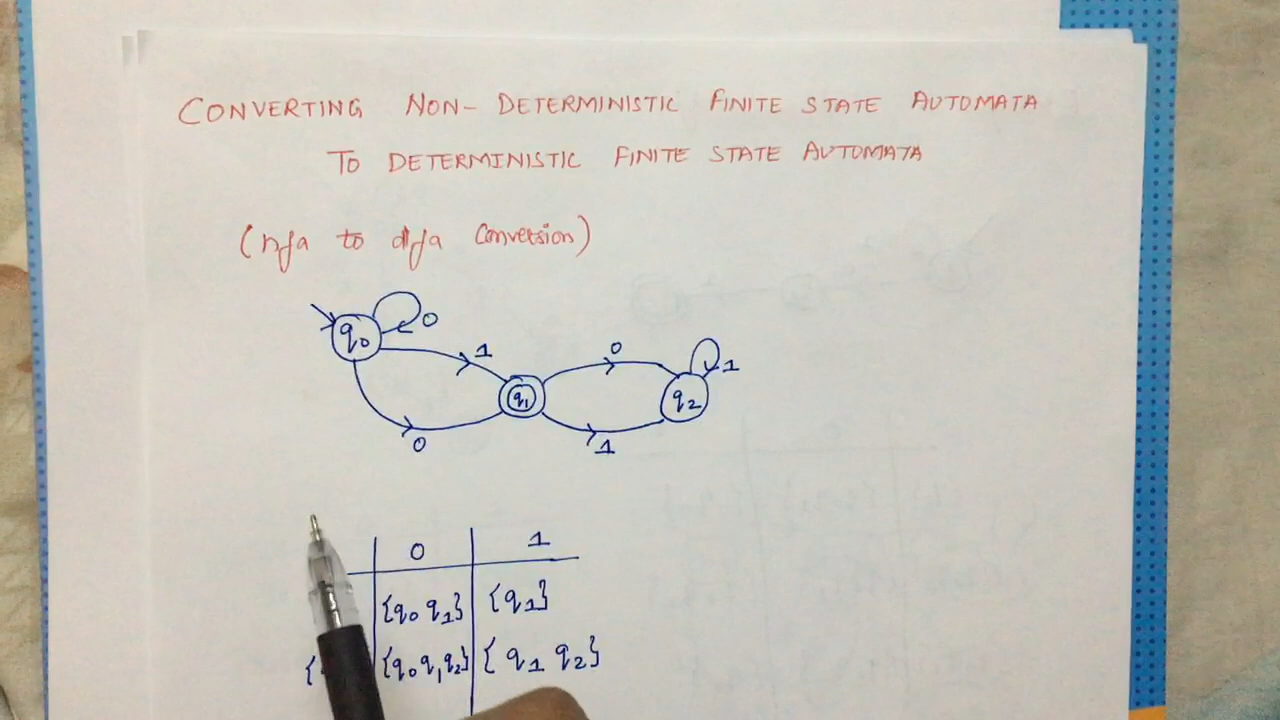 CONVERTING NON-DETERMINISTIC FINITE STATE AUTOMATA
TO DETERMINISTIC FINITE STATE AUTOMATA
(nfa to dfa Conversion)
q0 0
1 0
q1 q2 1
0 1
0 1
{q0 q1} {q1}
{ {q0 q1 q2} {q1 q2}